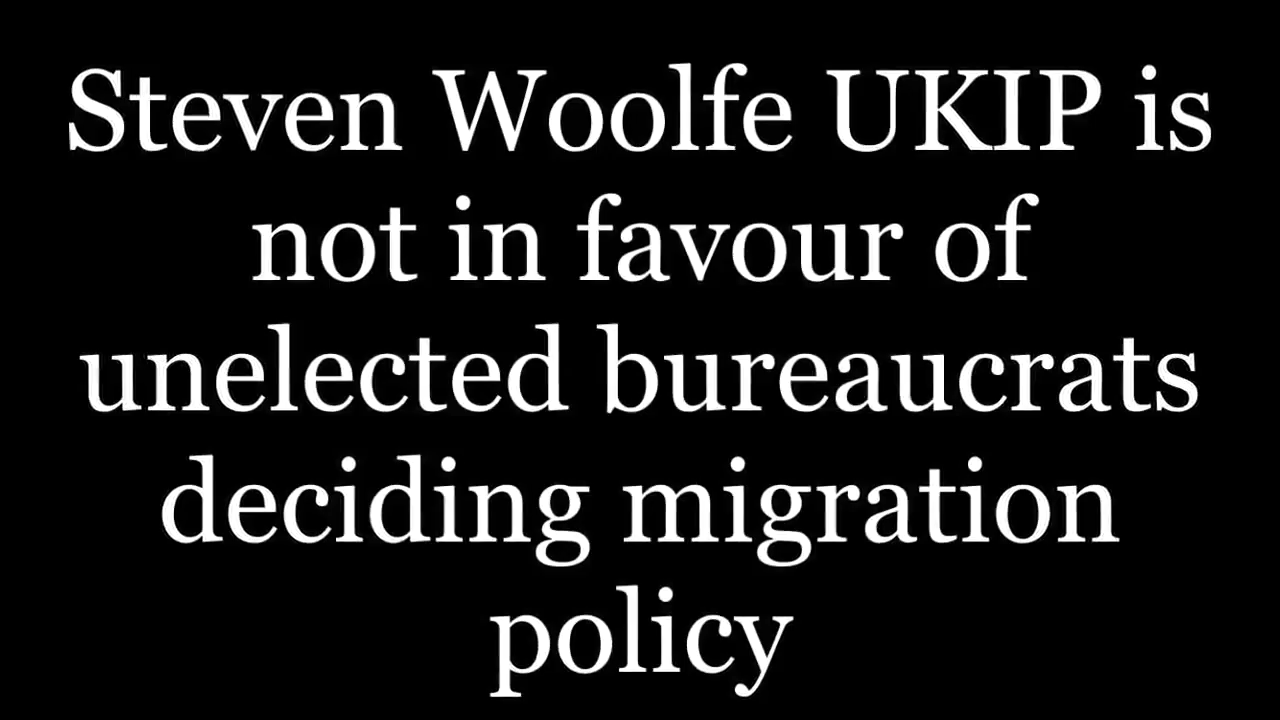 Steven Woolfe UKIP is
not in favour of
unelected bureaucrats
deciding migration
policy